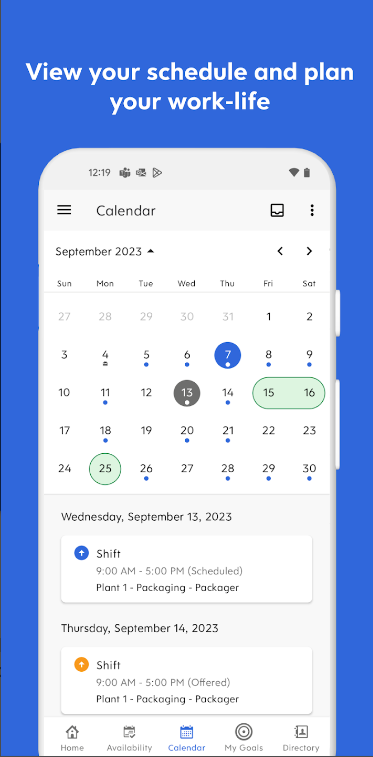 View your schedule and plan
your work-life
12:19
Calendar
September 2023
Sun Mon Tue Wed Thu Fri Sat
27 28 29 30 31 1 2
3 4 5 6 7 8 9
10 11 12 13 14 15 16
17 18 19 20 21 22 23
24 25 26 27 28 29 30
Wednesday, September 13, 2023
Shift
9:00 AM - 5:00 PM (Scheduled)
Plant 1 - Packaging - Packager
Thursday, September 14, 2023
Shift
9:00 AM - 5:00 PM (Offered)
Plant 1 - Packaging - Packager
Home Availability Calendar My Goals Directory